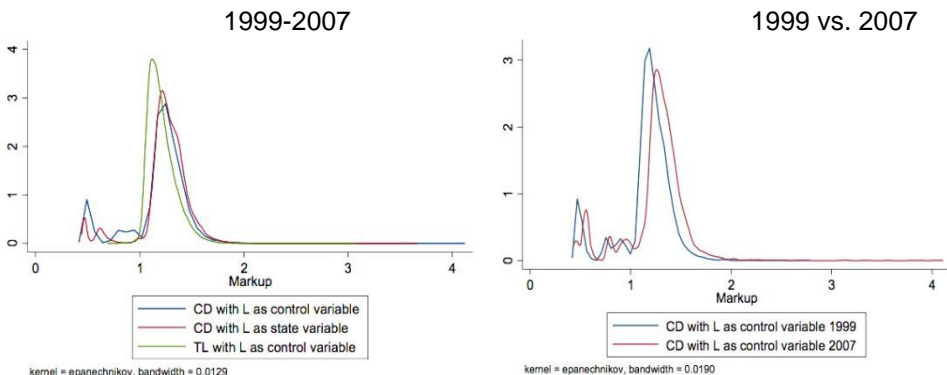 1999-2007
4
3
2
1
0
0 1 2 3 4
Markup
CD with L as control variable
CD with L as state variable
TL with L as control variable
kernel = epanechnikov, bandwidth = 0.0129
1999 vs. 2007
3
2
1
0
0 1 2 3 4
Markup
CD with L as control variable 1999
CD with L as control variable 2007
kernel = epanechnikov, bandwidth = 0.0190